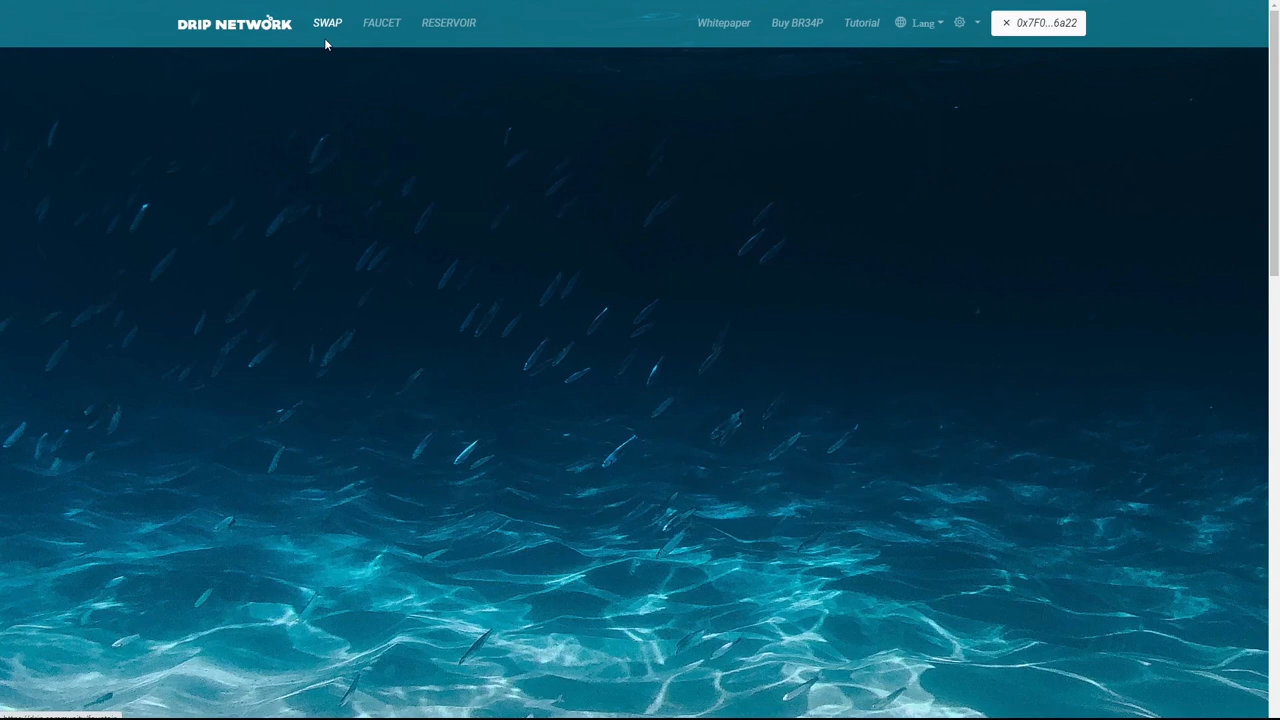 DRIP NETWORK SWAP FAUCET RESERVOIR Whitepaper Buy BR34P Tutorial Lang × 0x7F0...6a22